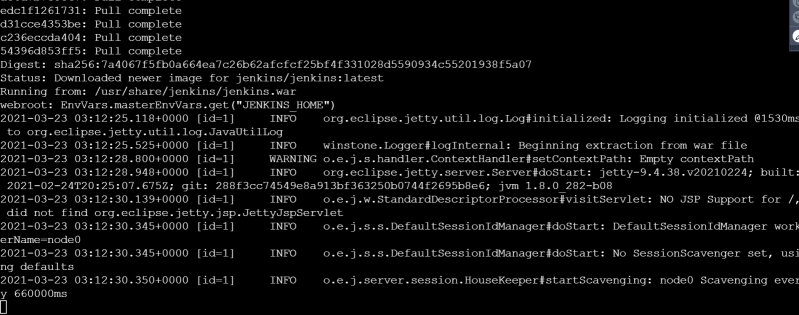 edc1f1261731: Pull complete
d31cce4353be: Pull complete
c236eccda404: Pull complete
54396d853ff5: Pull complete
Digest: sha256:7a4067f5fb0a664ea7c26b62afcfcf25bf4f331028d5590934c55201938f5a07
Status: Downloaded newer image for jenkins/jenkins:latest
Running from: /usr/share/jenkins/jenkins.war
webroot: EnvVars.masterEnvVars.get("JENKINS_HOME")
2021-03-23 03:12:25.118+0000 [id=1] INFO org.eclipse.jetty.util.log.Log#initialized: Logging initialized @1530ms
to org.eclipse.jetty.util.log.JavaUtilLog
2021-03-23 03:12:25.525+0000 [id=1] INFO winstone.Logger#logInternal: Beginning extraction from war file
2021-03-23 03:12:28.800+0000 [id=1] WARNING o.e.j.s.handler.ContextHandler#setContextPath: Empty contextPath
2021-03-23 03:12:28.948+0000 [id=1] INFO org.eclipse.jetty.server.Server#doStart: jetty-9.4.38.v20210224; built:
2021-02-24T20:25:07.675Z; git: 288f3cc74549e8a913bf363250b0744f2695b8e6; jvm 1.8.0_282-b08
2021-03-23 03:12:30.139+0000 [id=1] INFO o.e.j.w.StandardDescriptorProcessor#visitServlet: NO JSP Support for /,
did not find org.eclipse.jetty.jsp.JettyJspServlet
2021-03-23 03:12:30.345+0000 [id=1] INFO o.e.j.s.s.DefaultSessionIdManager#doStart: DefaultSessionIdManager work
erName=node0
2021-03-23 03:12:30.345+0000 [id=1] INFO o.e.j.s.s.DefaultSessionIdManager#doStart: No SessionScavenger set, usi
ng defaults
2021-03-23 03:12:30.350+0000 [id=1] INFO o.e.j.server.session.HouseKeeper#startScavenging: node0 Scavenging ever
y 660000ms